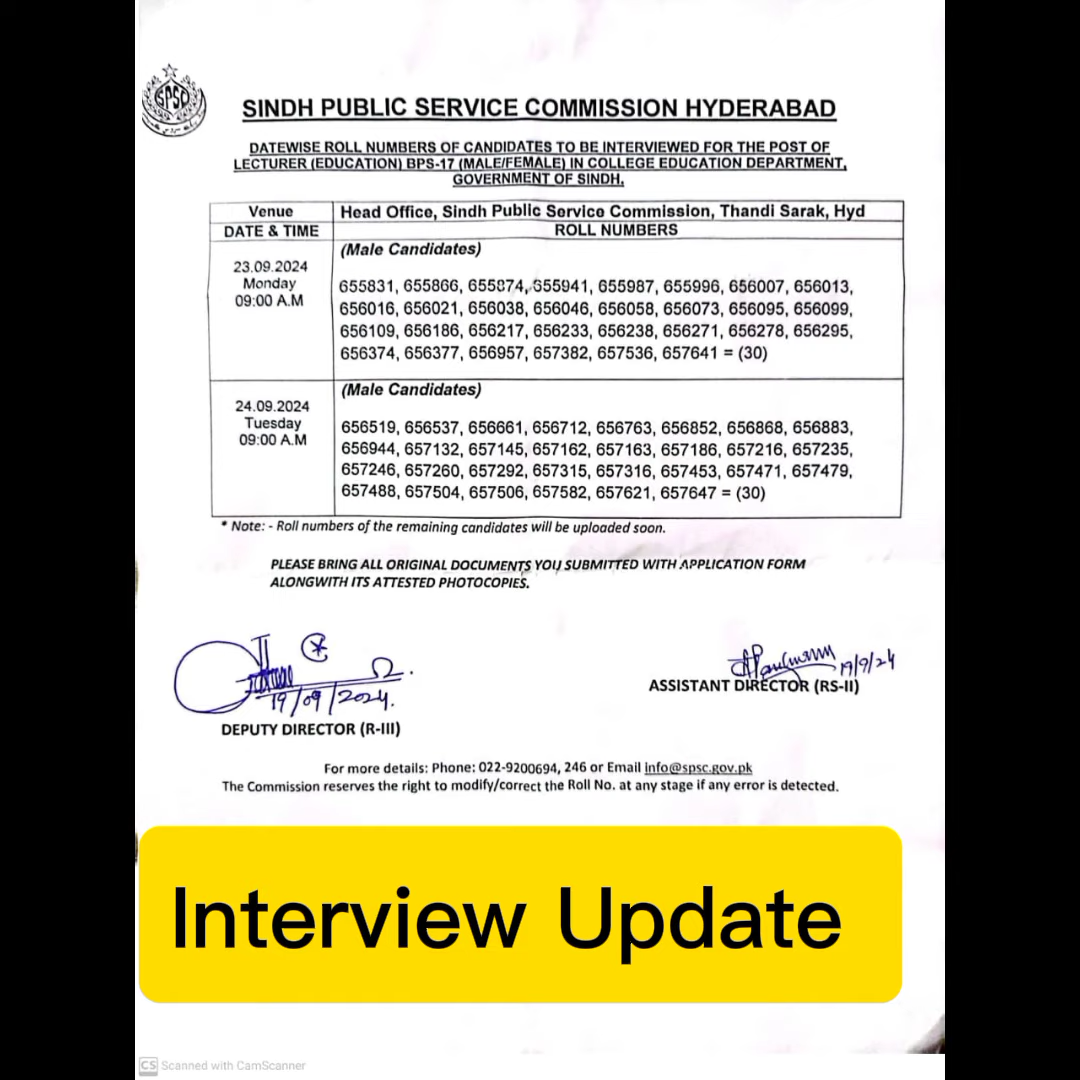 SPSC
SINDH PUBLIC SERVICE COMMISSION HYDERABAD
DATEWISE ROLL NUMBERS OF CANDIDATES TO BE INTERVIEWED FOR THE POST OF
LECTURER (EDUCATION) BPS-17 (MALE/FEMALE) IN COLLEGE EDUCATION DEPARTMENT,
GOVERNMENT OF SINDH.
Venue Head Office, Sindh Public Service Commission, Thandi Sarak, Hyd
DATE & TIME ROLL NUMBERS
23.09.2024
Monday
09:00 A.M
(Male Candidates)
655831, 655866, 655874, 655941, 655987, 655996, 656007, 656013,
656016, 656021, 656038, 656046, 656058, 656073, 656095, 656099,
656109, 656186, 656217, 656233, 656238, 656271, 656278, 656295,
656374, 656377, 656957, 657382, 657536, 657641 = (30)
24.09.2024
Tuesday
09:00 A.M
(Male Candidates)
656519, 656537, 656661, 656712, 656763, 656852, 656868, 656883,
656944, 657132, 657145, 657162, 657163, 657186, 657216, 657235,
657246, 657260, 657292, 657315, 657316, 657453, 657471, 657479,
657488, 657504, 657506, 657582, 657621, 657647 = (30)
* Note: - Roll numbers of the remaining candidates will be uploaded soon.
PLEASE BRING ALL ORIGINAL DOCUMENTS YOU SUBMITTED WITH APPLICATION FORM
ALONGWITH ITS ATTESTED PHOTOCOPIES.
19/09/2024.
DEPUTY DIRECTOR (R-III)
19/9/24
ASSISTANT DIRECTOR (RS-II)
For more details: Phone: 022-9200694, 246 or Email info@spsc.gov.pk
The Commission reserves the right to modify/correct the Roll No. at any stage if any error is detected.
Interview Update
CS Scanned with CamScanner